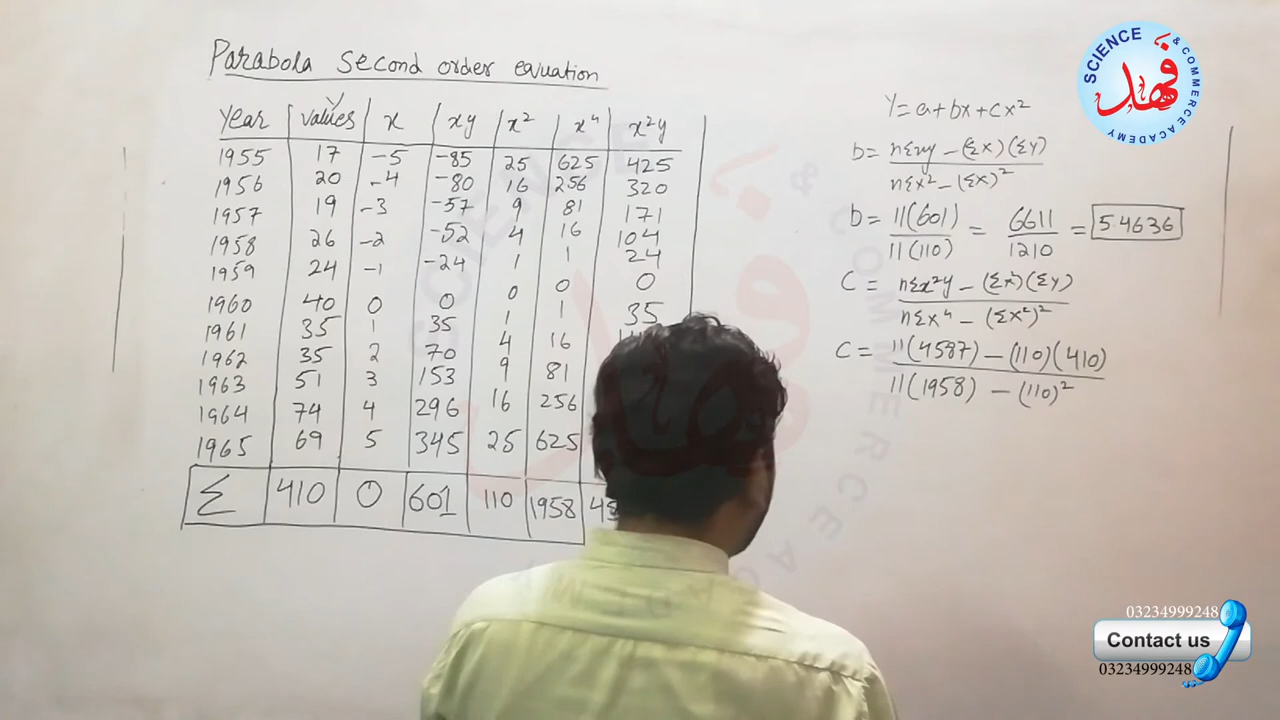 Parabola second order eqvation
Year values y x xy x² x⁴ x²y
1955 17 -5 -85 25 625 425
1956 20 -4 -80 16 256 320
1957 19 -3 -57 9 81 171
1958 26 -2 -52 4 16 104
1959 24 -1 -24 1 1 24
1960 40 0 0 0 0 0
1961 35 1 35 1 1 35
1962 35 2 70 4 16
1963 51 3 153 9 81
1964 74 4 296 16 256
1965 69 5 345 25 625
Σ 410 0 601 110 1958
Y = a + bx + cx²
b = nΣxy - (Σx)(Σy)
nΣx² - (Σx)²
b = 11(601) = 6611 = 5.4636
11(110) 1210
C = nΣx²y - (Σx²)(Σy)
nΣx⁴ - (Σx²)²
C = 11(4587) - (110)(410)
11(1958) - (110)²
SCIENCE & COMMERCE ACADEMY
فہد
03234999248
Contact us
03234999248